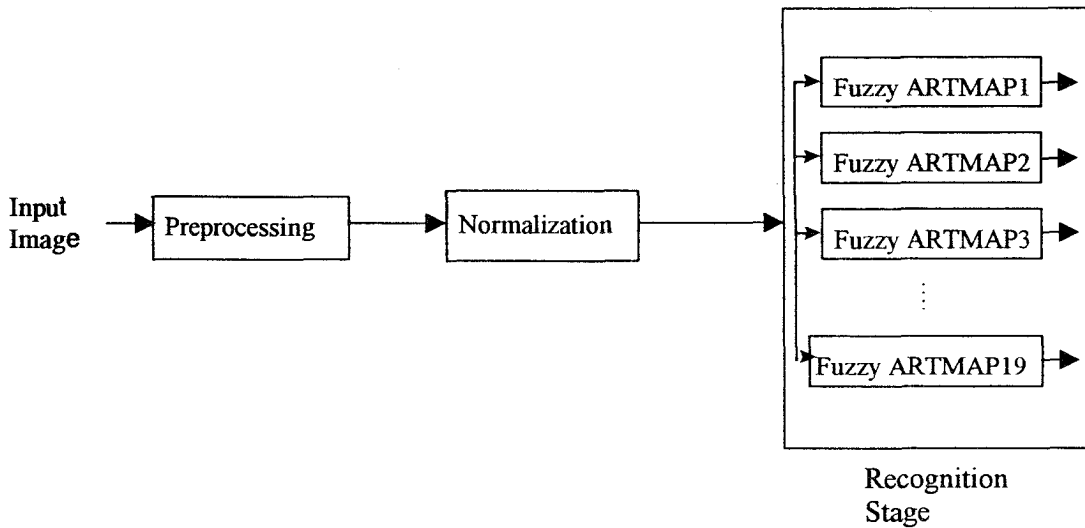 Input
Image
Preprocessing
Normalization
Fuzzy ARTMAP1
Fuzzy ARTMAP2
Fuzzy ARTMAP3
Fuzzy ARTMAP19
Recognition
Stage